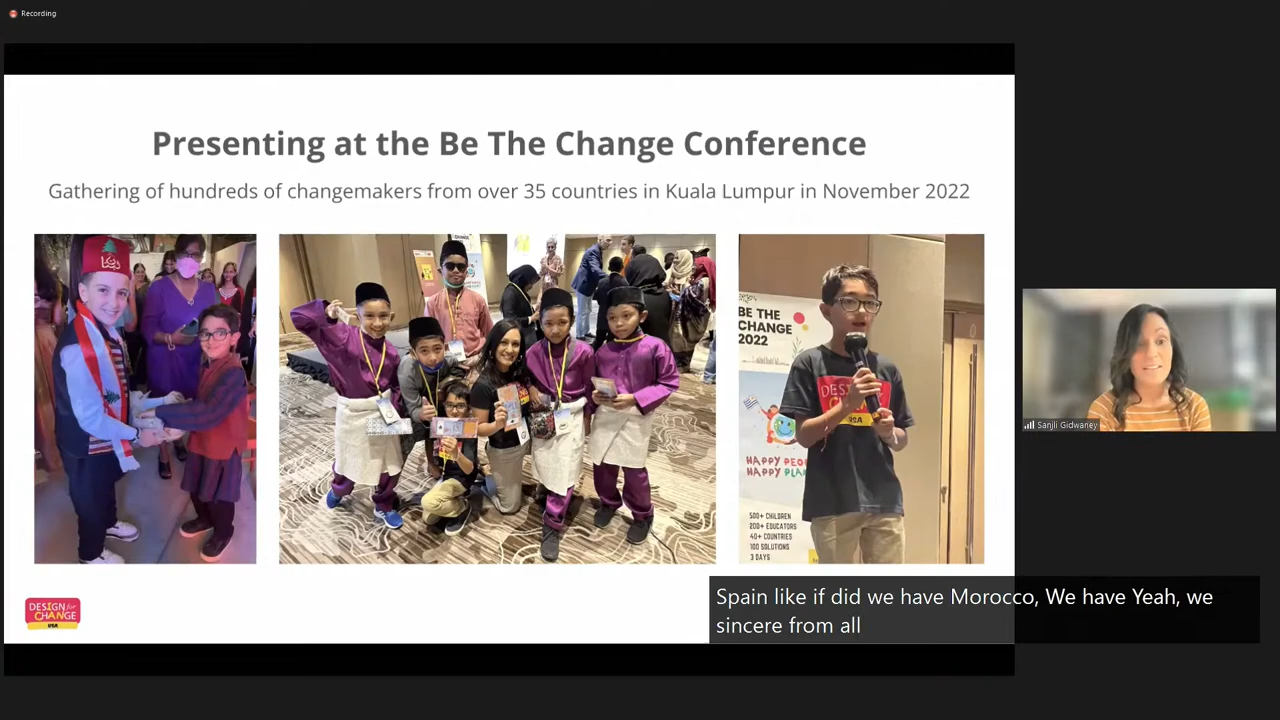 Recording
Presenting at the Be The Change Conference
Gathering of hundreds of changemakers from over 35 countries in Kuala Lumpur in November 2022
BE THE
CHANGE
2022
DESIGN
USA
HAPPY
HAPPY
500+ CHILDREN
200+ EDUCATORS
40+ COUNTRIES
100 SOLUTIONS
3 DAYS
Sanjli Gidwaney
DESIGN for
CHANGE
USA
Spain like if did we have Morocco, We have Yeah, we
sincere from all